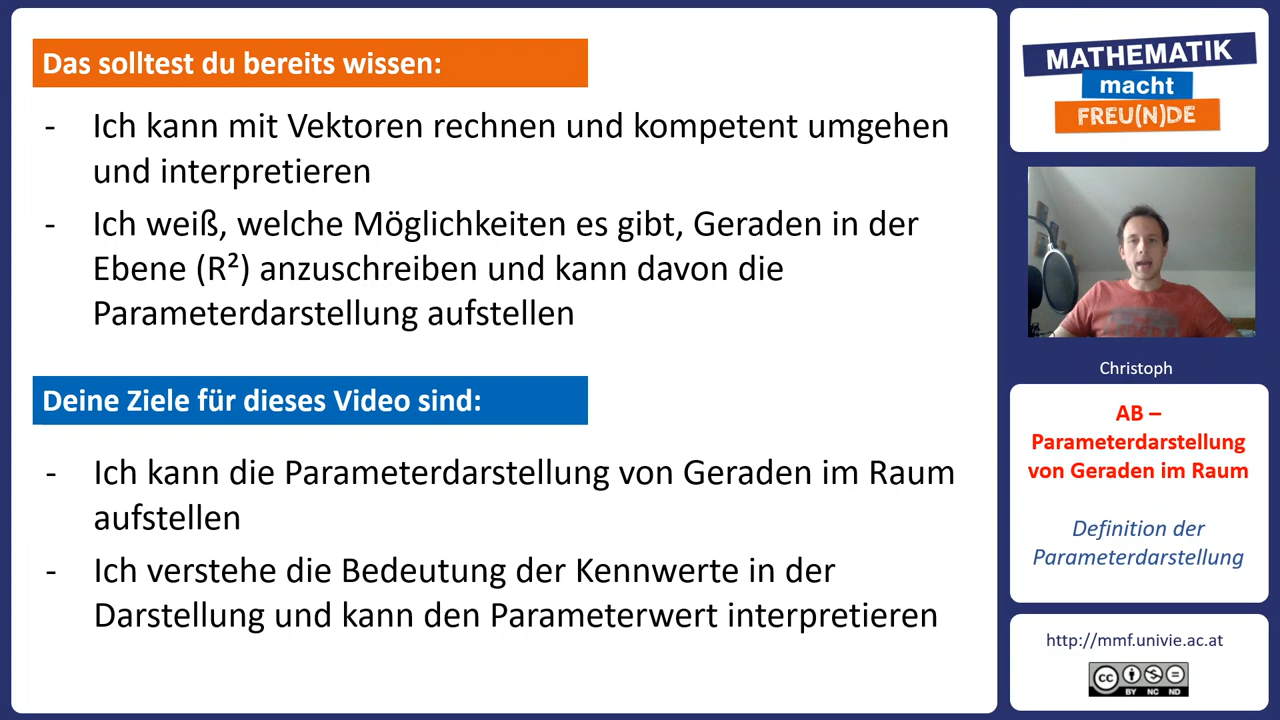 Das solltest du bereits wissen:
- Ich kann mit Vektoren rechnen und kompetent umgehen
und interpretieren
- Ich weiß, welche Möglichkeiten es gibt, Geraden in der
Ebene (R²) anzuschreiben und kann davon die
Parameterdarstellung aufstellen
Deine Ziele für dieses Video sind:
- Ich kann die Parameterdarstellung von Geraden im Raum
aufstellen
- Ich verstehe die Bedeutung der Kennwerte in der
Darstellung und kann den Parameterwert interpretieren
MATHEMATIK
macht
FREU(N)DE
Christoph
AB –
Parameterdarstellung
von Geraden im Raum
Definition der
Parameterdarstellung
http://mmf.univie.ac.at
cc
BY NC ND